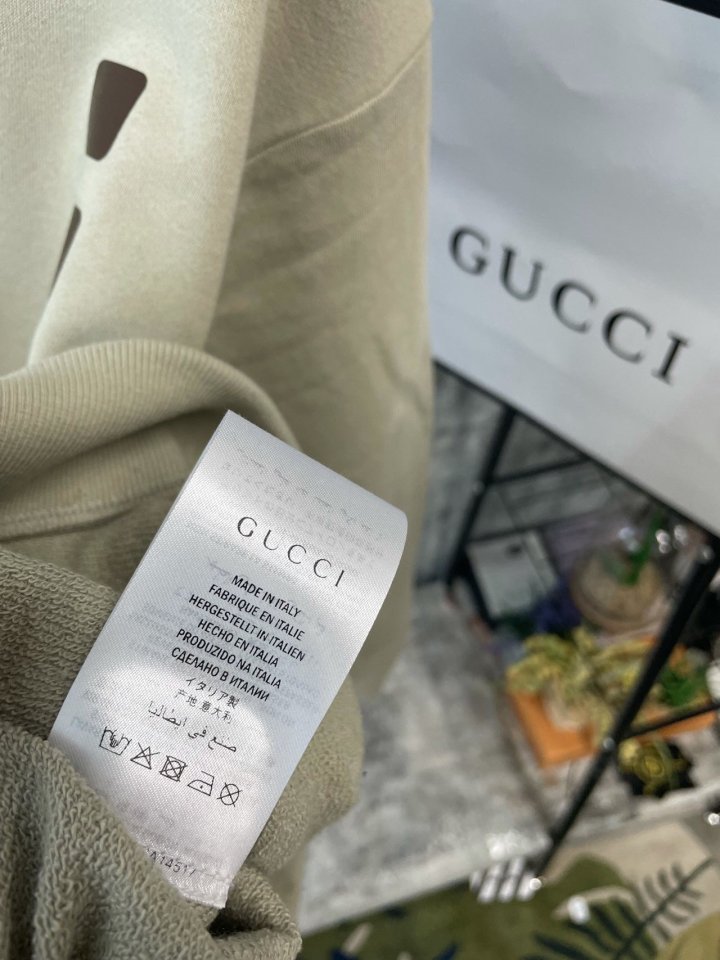 GUCCI
GUCCI
MADE IN ITALY
FABRIQUE EN ITALIE
HERGESTELLT IN ITALIEN
HECHO EN ITALIA
PRODUZIDO NA ITALIA
СДЕЛАНО В ИТАЛИИ
イタリア製
产地 意大利
صنع في إيطاليا